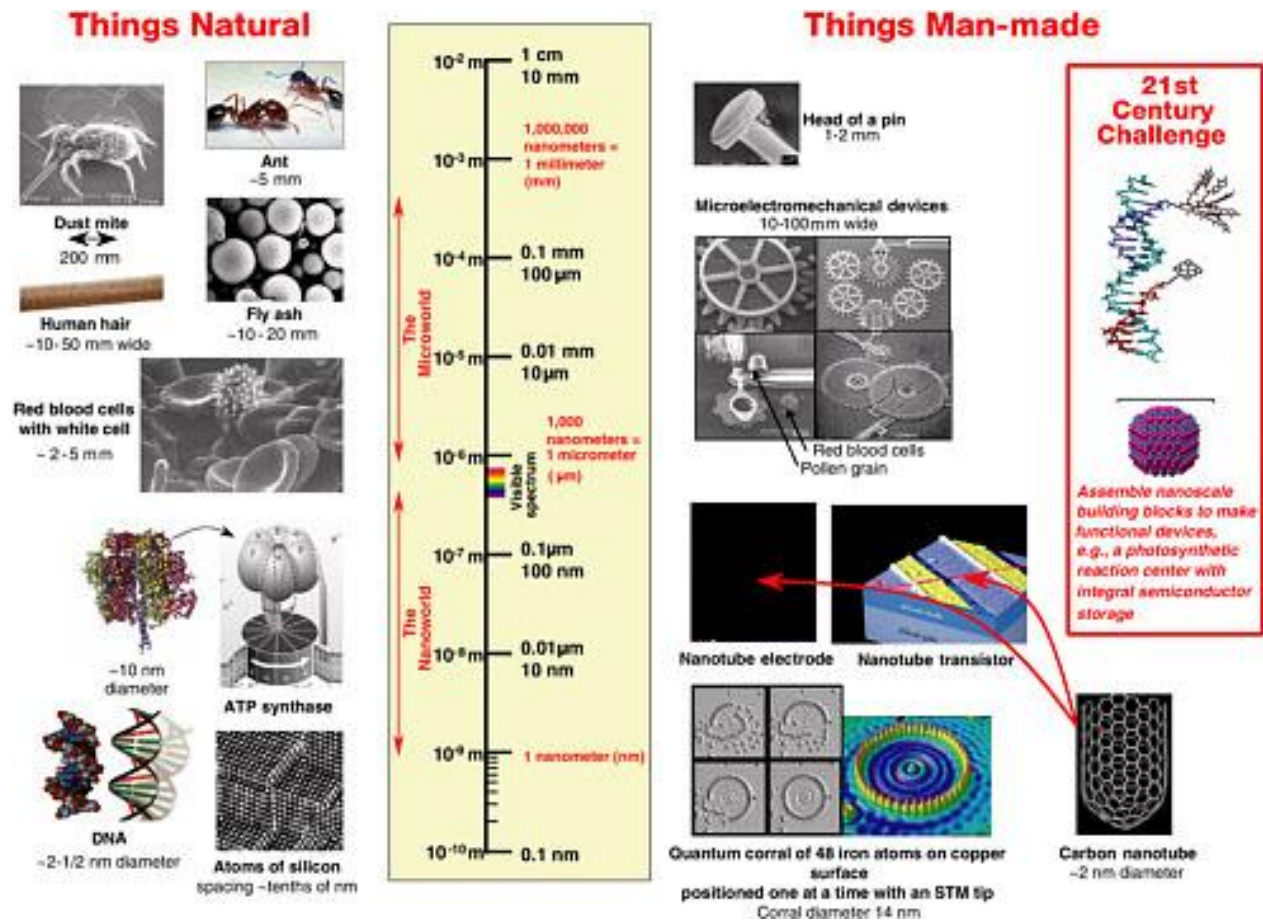 Things Natural
Dust mite
200 mm
Ant
~5 mm
Human hair
~10-50 mm wide
Fly ash
~10-20 mm
Red blood cells
with white cell
~ 2-5 mm
~10 nm
diameter
ATP synthase
DNA
~2-1/2 nm diameter
Atoms of silicon
spacing ~tenths of nm
10-2 m
1 cm
10 mm
1,000,000
nanometers =
1 millimeter
(mm)
10-3 m
10-4 m
0.1 mm
100 µm
The
Microworld
10-5 m
0.01 mm
10µm
1,000
nanometers =
1 micrometer
(µm)
10-6 m
Visible
spectrum
10-7 m
0.1µm
100 nm
The
Nanoworld
10-8 m
0.01µm
10 nm
10-9 m
1 nanometer (nm)
10-10 m
0.1 nm
Things Man-made
Head of a pin
1-2 mm
Microelectromechanical devices
10-100mm wide
Red blood cells
Pollen grain
Nanotube electrode
Nanotube transistor
Quantum corral of 48 iron atoms on copper
surface
positioned one at a time with an STM tip
Corral diameter 14 nm
Carbon nanotube
~2 nm diameter
21st
Century
Challenge
Assemble nanoscale
building blocks to make
functional devices,
e.g., a photosynthetic
reaction center with
integral semiconductor
storage